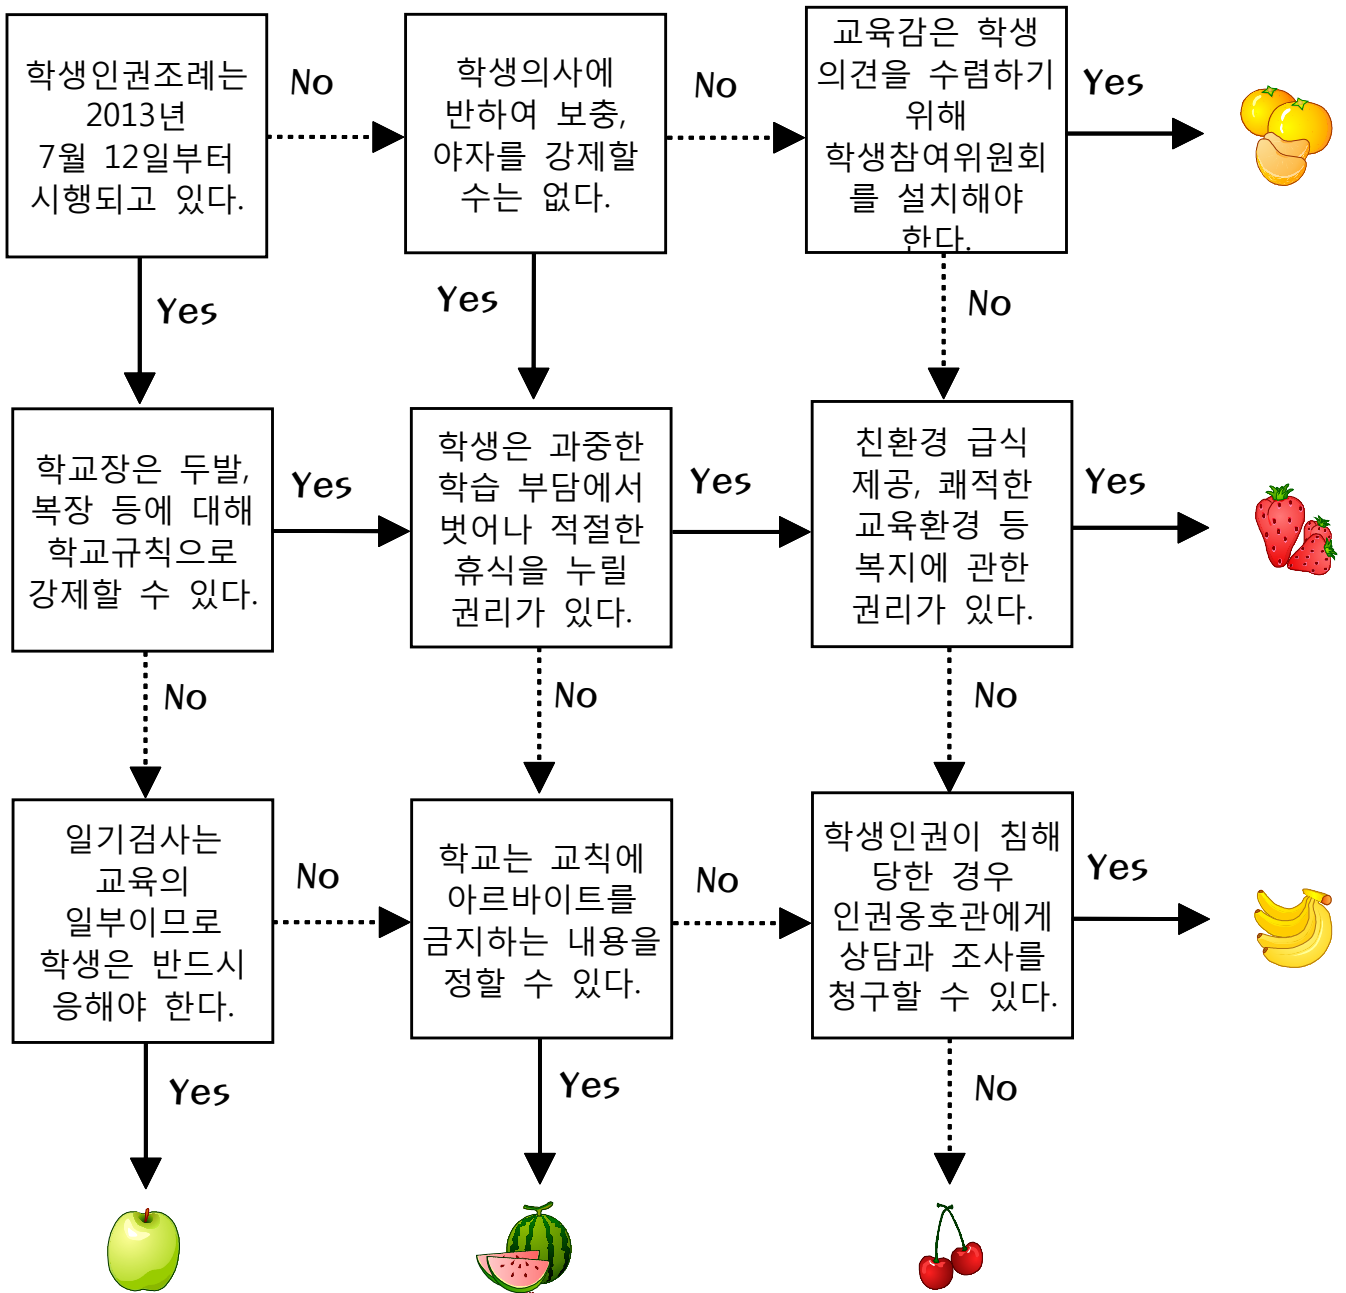 학생인권조례는
2013년
7월 12일부터
시행되고 있다.
No
학생의사에
반하여 보충,
야자를 강제할
수는 없다.
No
교육감은 학생
의견을 수렴하기
위해
학생참여위원회
를 설치해야
한다.
Yes
Yes
Yes
No
학교장은 두발,
복장 등에 대해
학교규칙으로
강제할 수 있다.
Yes
학생은 과중한
학습 부담에서
벗어나 적절한
휴식을 누릴
권리가 있다.
Yes
친환경 급식
제공, 쾌적한
교육환경 등
복지에 관한
권리가 있다.
Yes
No
No
No
일기검사는
교육의
일부이므로
학생은 반드시
응해야 한다.
No
학교는 교칙에
아르바이트를
금지하는 내용을
정할 수 있다.
No
학생인권이 침해
당한 경우
인권옹호관에게
상담과 조사를
청구할 수 있다.
Yes
Yes
Yes
No